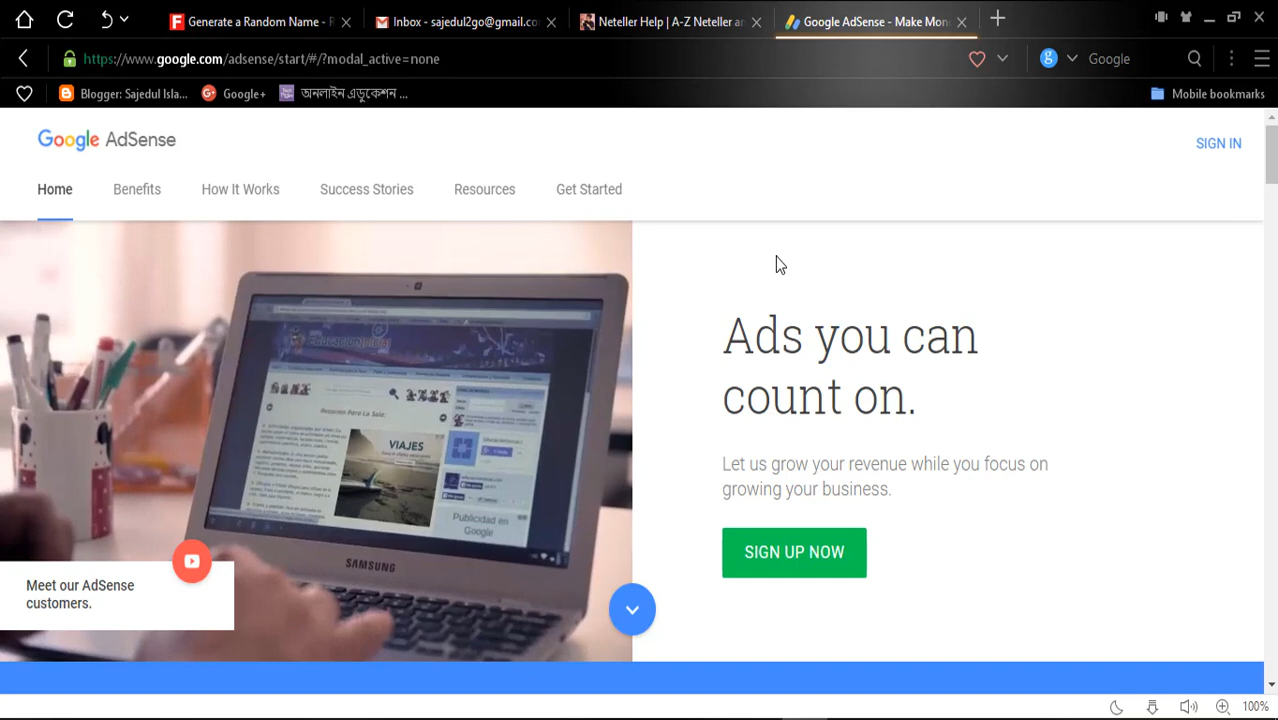 Generate a Random Name - F
Inbox - sajedul2go@gmail.co
Neteller Help | A-Z Neteller an
Google AdSense - Make Mon
https://www.google.com/adsense/start/#/?modal_active=none
Google
Blogger: Sajedul Isla...
Google+
অনলাইন এডুকেশন ...
Mobile bookmarks
Google AdSense
SIGN IN
Home
Benefits
How It Works
Success Stories
Resources
Get Started
Ads you can
count on.
Let us grow your revenue while you focus on
growing your business.
SIGN UP NOW
VIAJES
Publicidad en
Google
SAMSUNG
Meet our AdSense
customers.
100%